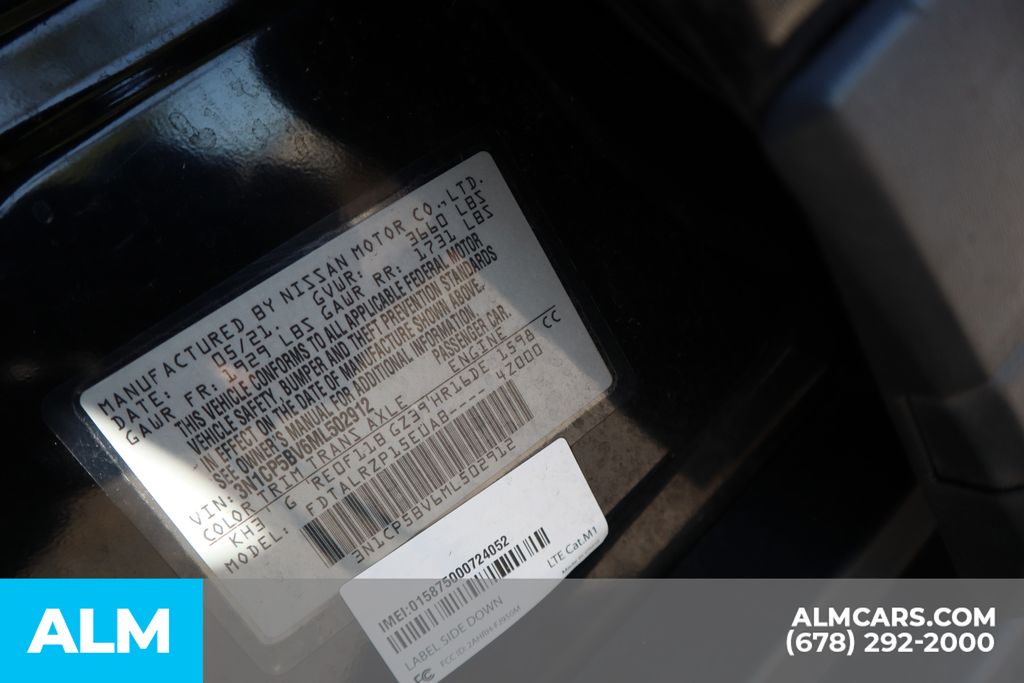 MANUFACTURED BY NISSAN MOTOR CO.,LTD.
DATE: 05/21. GVWR: 3660 LBS
GAWR FR: 1929 LBS GAWR RR: 1731 LBS
THIS VEHICLE CONFORMS TO ALL APPLICABLE FEDERAL MOTOR
VEHICLE SAFETY, BUMPER AND THEFT PREVENTION STANDARDS
IN EFFECT ON THE DATE OF MANUFACTURE SHOWN ABOVE.
SEE OWNER'S MANUAL FOR ADDITIONAL INFORMATION.
VIN: 3N1CP5BV6ML502912 PASSENGER CAR.
COLOR TRIM TRANS AXLE ENGINE
KH3 G RE0F11B GZ39 HR16DE 1598 CC
MODEL: FDTALRZP15EUAB---- 4Z000
3N1CP5BV6ML502912
IMEI:015875000724052
LABEL SIDE DOWN LTE Cat.M1
FC FCC ID:
ALM
ALMCARS.COM
(678) 292-2000